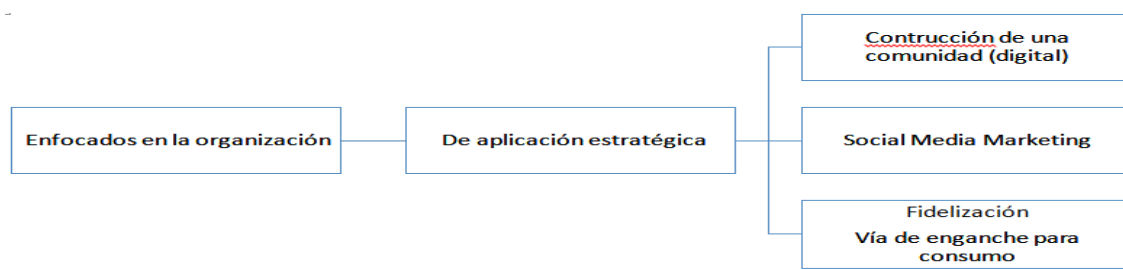 Contrucción de una
comunidad (digital)
Enfocados en la organización
De aplicación estratégica
Social Media Marketing
Fidelización
Vía de enganche para
consumo